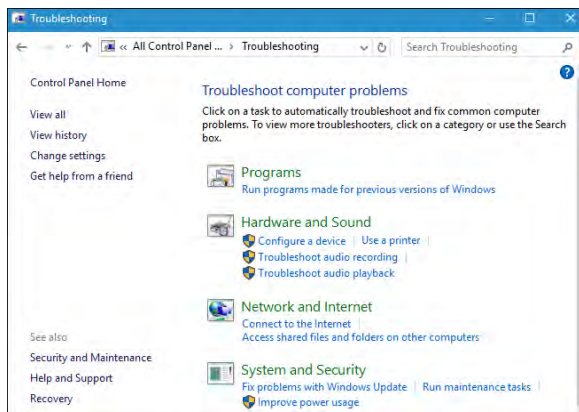 Troubleshooting
« All Control Panel ... > Troubleshooting
Search Troubleshooting
Control Panel Home
View all
View history
Change settings
Get help from a friend
See also
Security and Maintenance
Help and Support
Recovery
Troubleshoot computer problems
Click on a task to automatically troubleshoot and fix common computer
problems. To view more troubleshooters, click on a category or use the Search
box.
Programs
Run programs made for previous versions of Windows
Hardware and Sound
Configure a device | Use a printer |
Troubleshoot audio recording |
Troubleshoot audio playback
Network and Internet
Connect to the Internet |
Access shared files and folders on other computers
System and Security
Fix problems with Windows Update | Run maintenance tasks |
Improve power usage